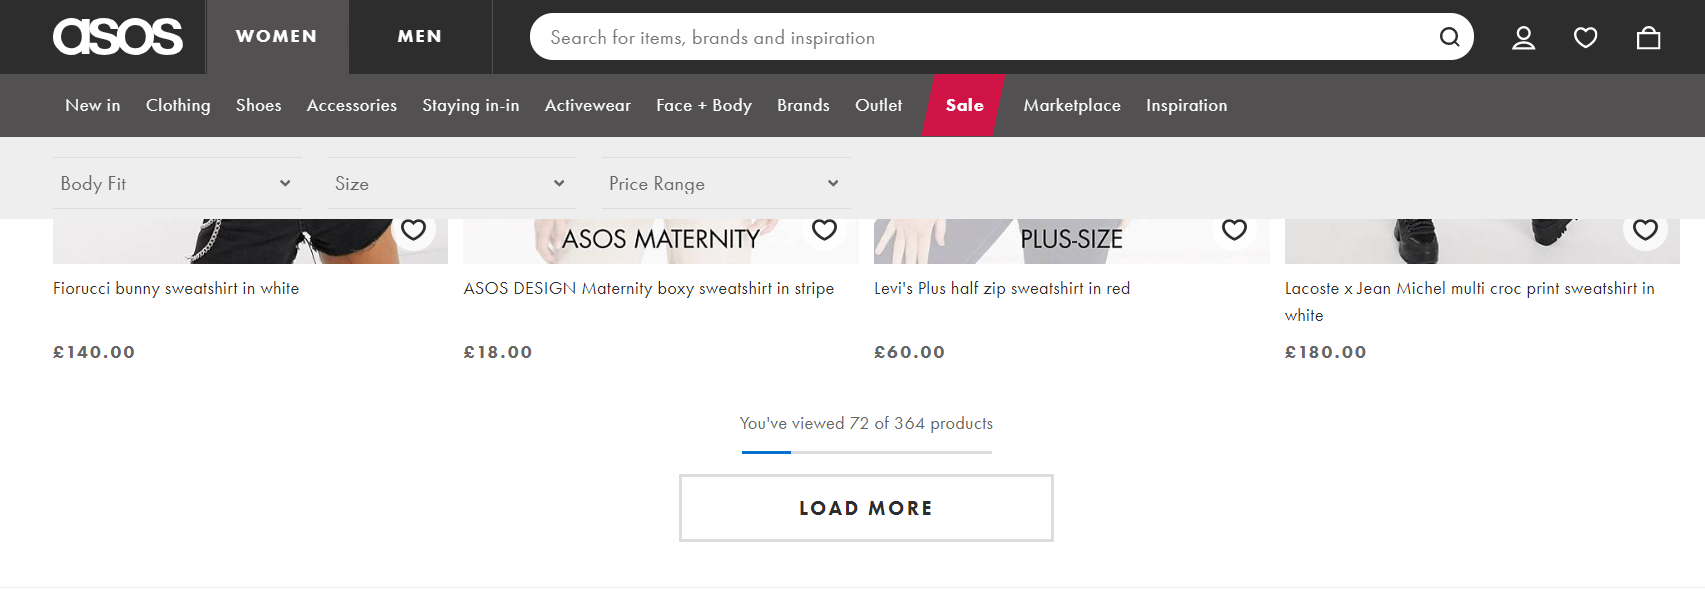 asos
WOMEN
MEN
Search for items, brands and inspiration
New in Clothing Shoes Accessories Staying in-in Activewear Face + Body Brands Outlet Sale Marketplace Inspiration
Body Fit Size Price Range
ASOS MATERNITY
PLUS-SIZE
Fiorucci bunny sweatshirt in white
£140.00
ASOS DESIGN Maternity boxy sweatshirt in stripe
£18.00
Levi's Plus half zip sweatshirt in red
£60.00
Lacoste x Jean Michel multi croc print sweatshirt in
white
£180.00
You've viewed 72 of 364 products
LOAD MORE